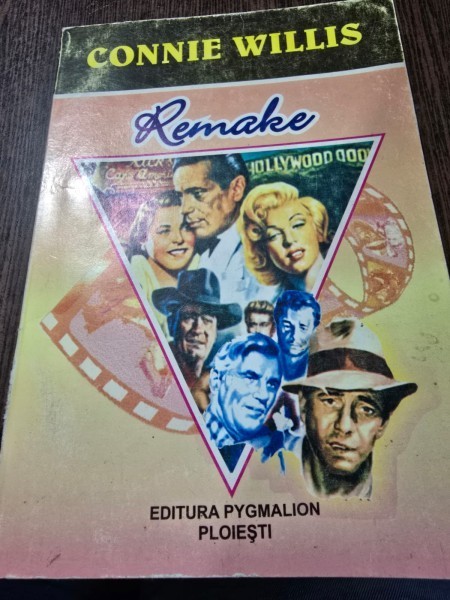 CONNIE WILLIS
Remake
HOLLYWOOD
EDITURA PYGMALION
PLOIEŞTI